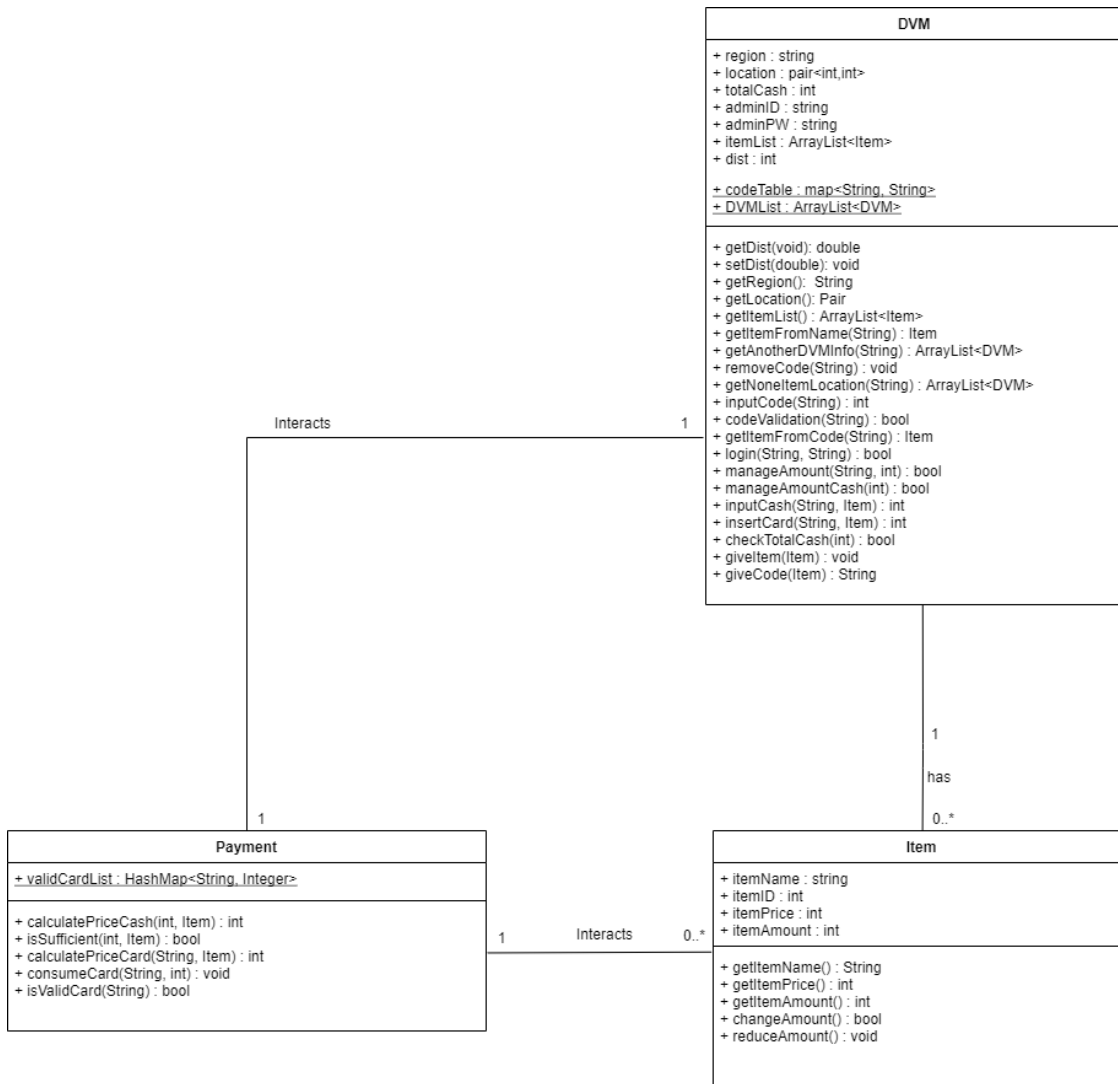 DVM
+ region : string
+ location : pair<int,int>
+ totalCash : int
+ adminID : string
+ adminPW : string
+ itemList : ArrayList<Item>
+ dist : int
+ codeTable : map<String, String>
+ DVMList : ArrayList<DVM>
+ getDist(void): double
+ setDist(double): void
+ getRegion():  String
+ getLocation(): Pair
+ getItemList() : ArrayList<Item>
+ getItemFromName(String) : Item
+ getAnotherDVMInfo(String) : ArrayList<DVM>
+ removeCode(String) : void
+ getNoneItemLocation(String) : ArrayList<DVM>
+ inputCode(String) : int
+ codeValidation(String) : bool
+ getItemFromCode(String) : Item
+ login(String, String) : bool
+ manageAmount(String, int) : bool
+ manageAmountCash(int) : bool
+ inputCash(String, Item) : int
+ insertCard(String, Item) : int
+ checkTotalCash(int) : bool
+ giveItem(Item) : void
+ giveCode(Item) : String
Interacts
1
1
1
has
0..*
Payment
+ validCardList : HashMap<String, Integer>
+ calculatePriceCash(int, Item) : int
+ isSufficient(int, Item) : bool
+ calculatePriceCard(String, Item) : int
+ consumeCard(String, int) : void
+ isValidCard(String) : bool
1
Interacts
0..*
Item
+ itemName : string
+ itemID : int
+ itemPrice : int
+ itemAmount : int
+ getItemName() : String
+ getItemPrice() : int
+ getItemAmount() : int
+ changeAmount() : bool
+ reduceAmount() : void